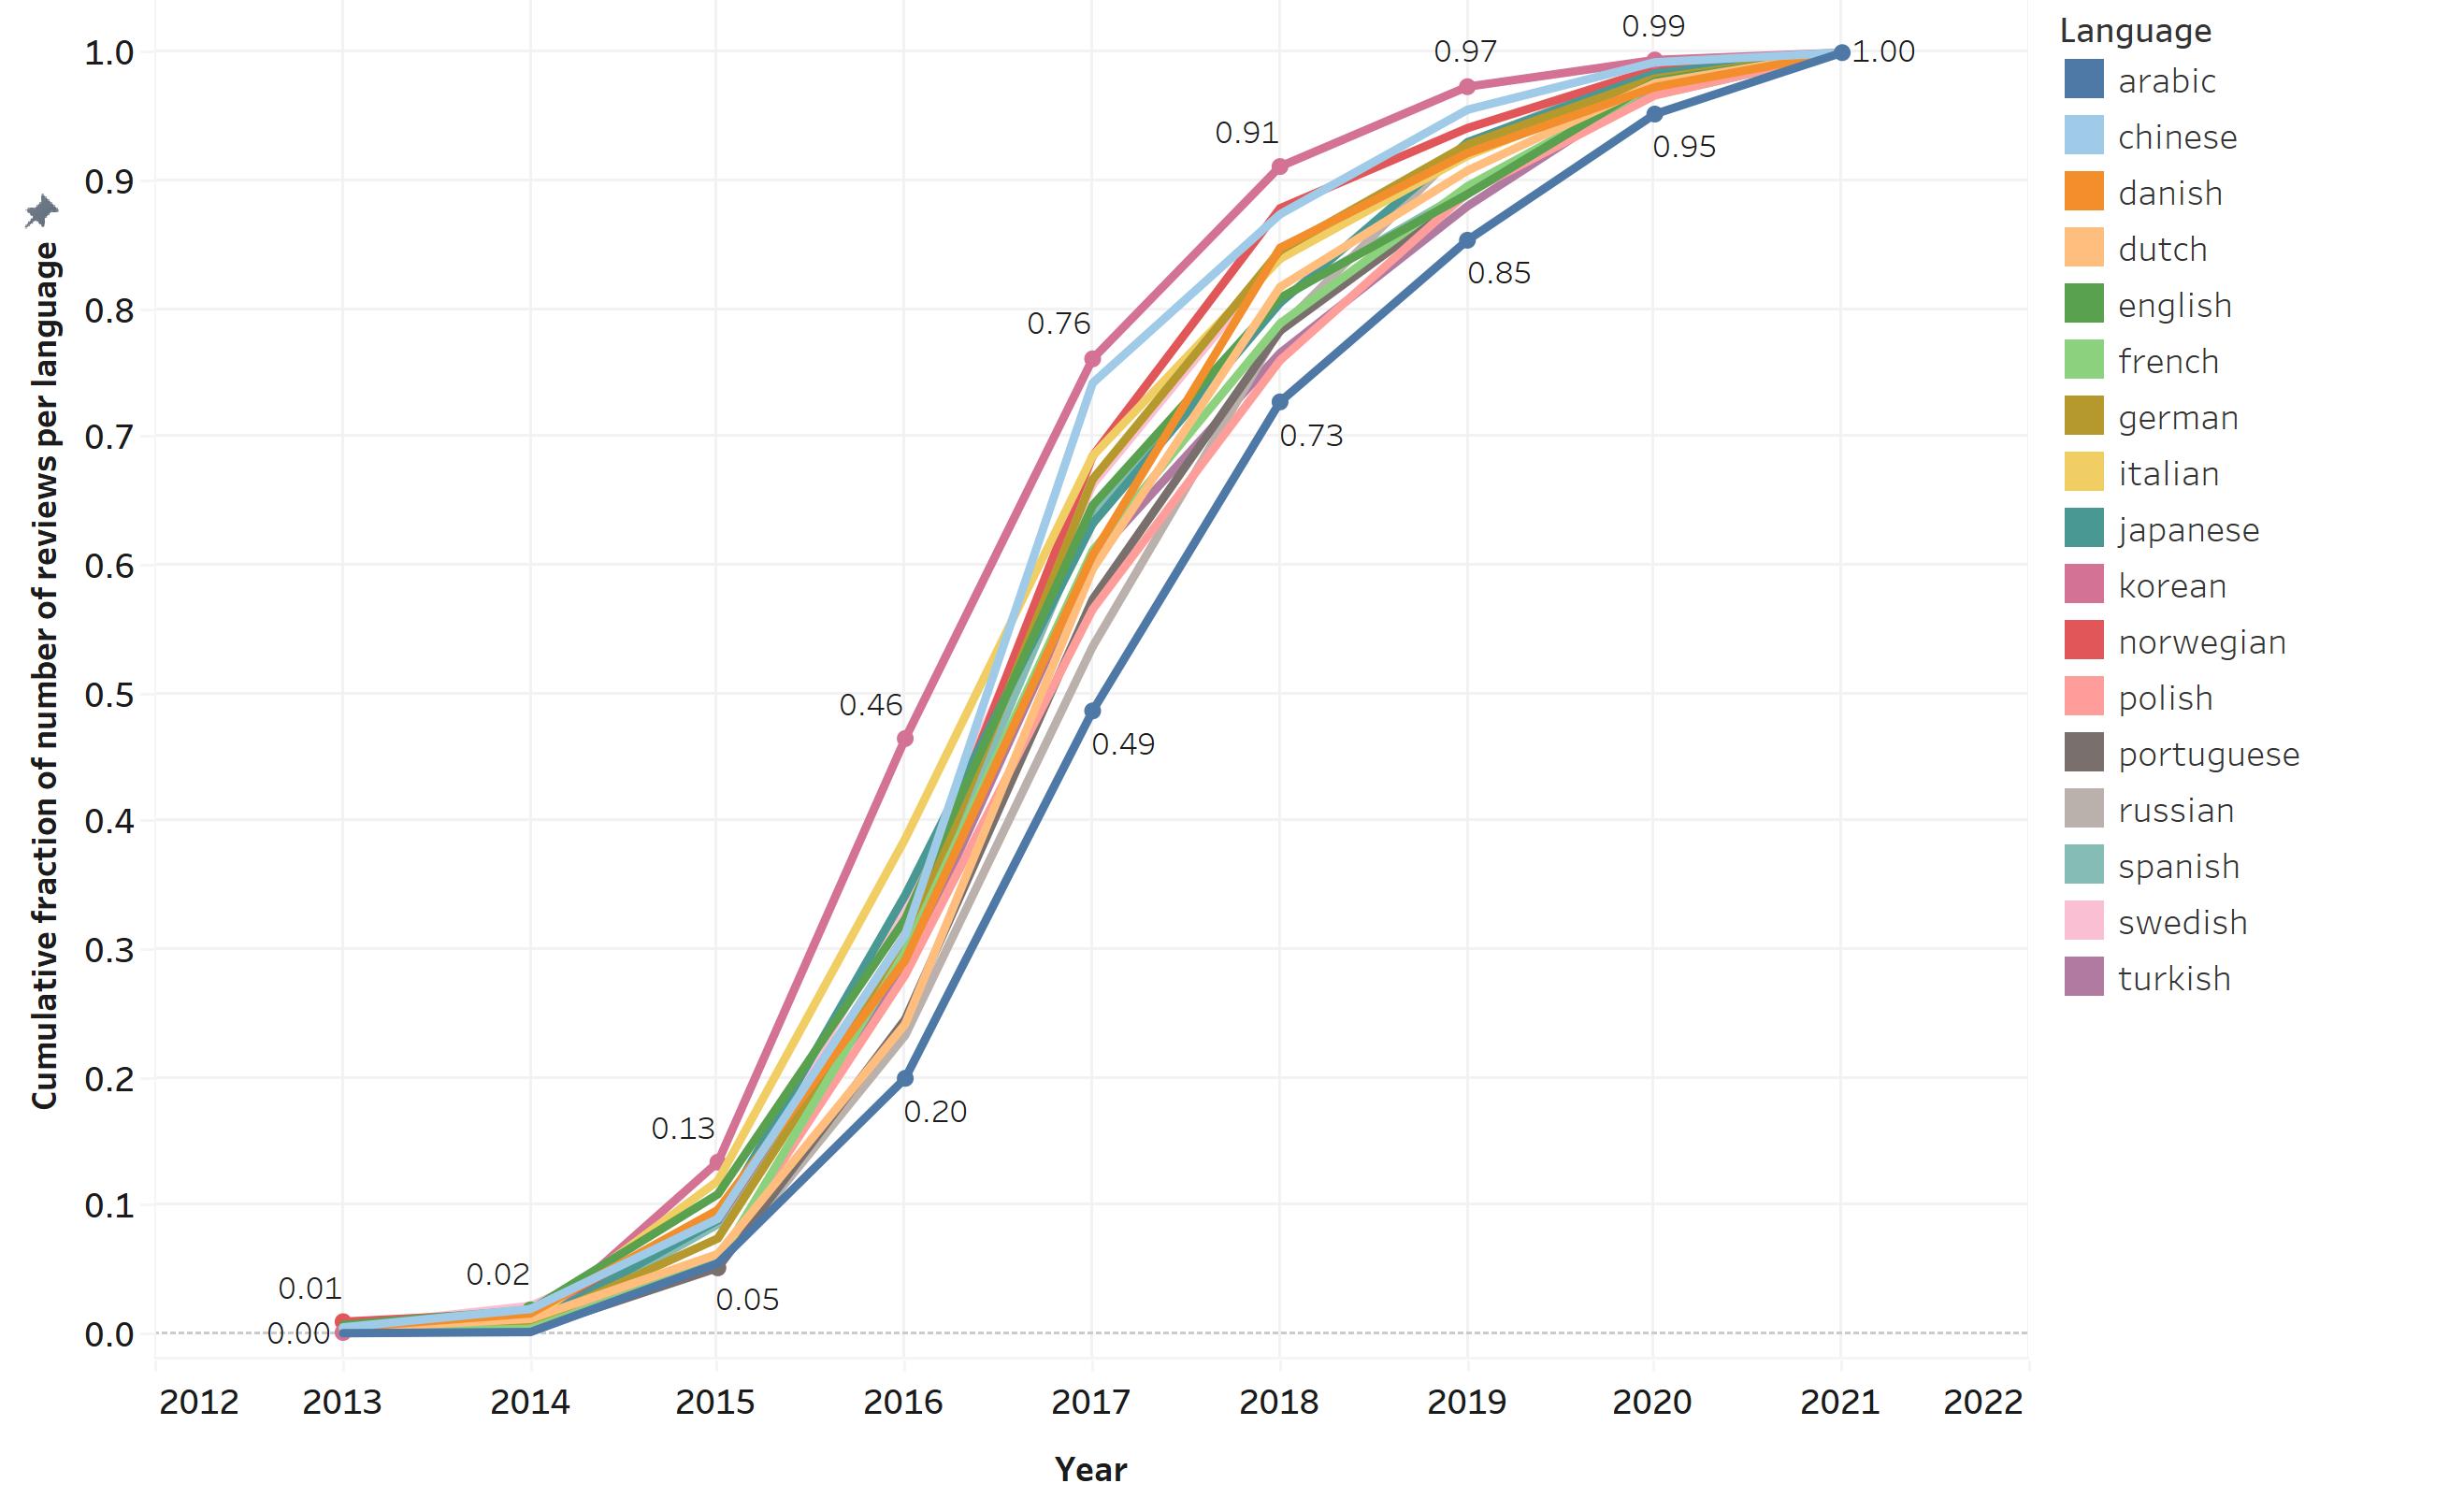 Cumulative fraction of number of reviews per language
1.0
0.9
0.8
0.7
0.6
0.5
0.4
0.3
0.2
0.1
0.0
0.01
0.00
0.02
0.13
0.05
0.46
0.20
0.76
0.49
0.91
0.73
0.97
0.85
0.99
0.95
1.00
2012 2013 2014 2015 2016 2017 2018 2019 2020 2021 2022
Year
Language
arabic
chinese
danish
dutch
english
french
german
italian
japanese
korean
norwegian
polish
portuguese
russian
spanish
swedish
turkish